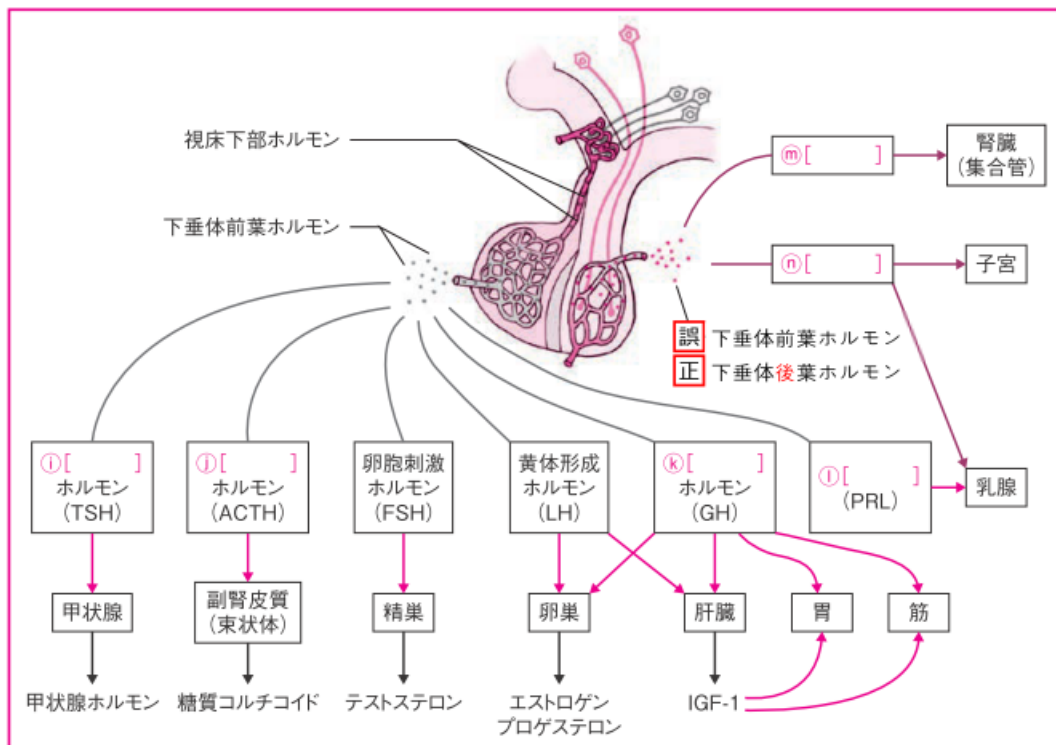 視床下部ホルモン
下垂体前葉ホルモン
ⓜ[　　　]
腎臓
(集合管)
ⓝ[　　　]
子宮
誤 下垂体前葉ホルモン
正 下垂体後葉ホルモン
ⓘ[　　　]
ホルモン
(TSH)
ⓙ[　　　]
ホルモン
(ACTH)
卵胞刺激
ホルモン
(FSH)
黄体形成
ホルモン
(LH)
ⓚ[　　　]
ホルモン
(GH)
ⓛ[　　　]
(PRL)
乳腺
甲状腺
副腎皮質
(束状体)
精巣
卵巣
肝臓
胃
筋
甲状腺ホルモン
糖質コルチコイド
テストステロン
エストロゲン
プロゲステロン
IGF-1